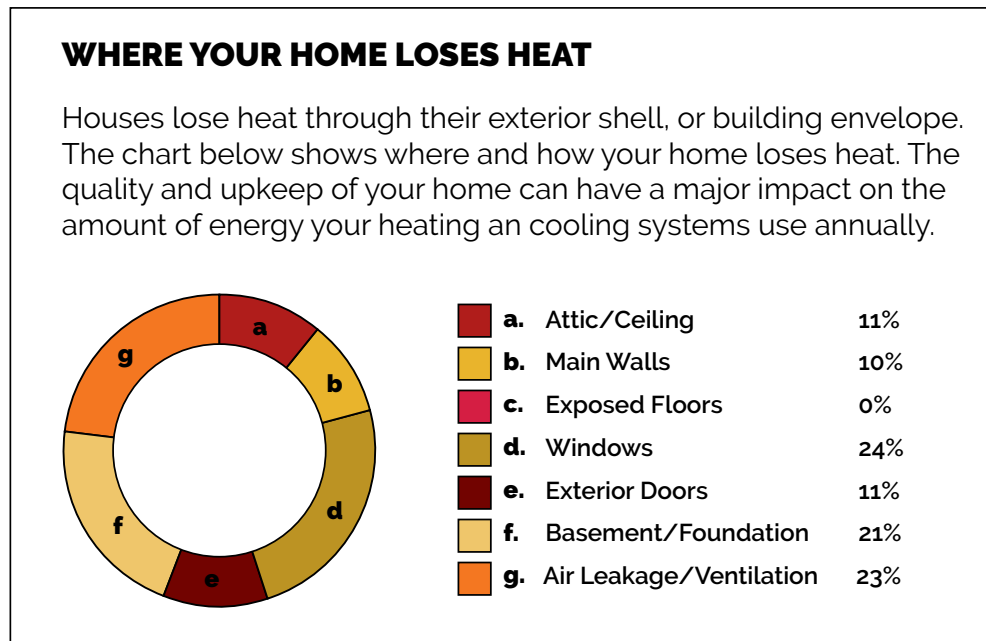 WHERE YOUR HOME LOSES HEAT
Houses lose heat through their exterior shell, or building envelope.
The chart below shows where and how your home loses heat. The
quality and upkeep of your home can have a major impact on the
amount of energy your heating an cooling systems use annually.
a
b
d
e
f
g
a. Attic/Ceiling 11%
b. Main Walls 10%
c. Exposed Floors 0%
d. Windows 24%
e. Exterior Doors 11%
f. Basement/Foundation 21%
g. Air Leakage/Ventilation 23%